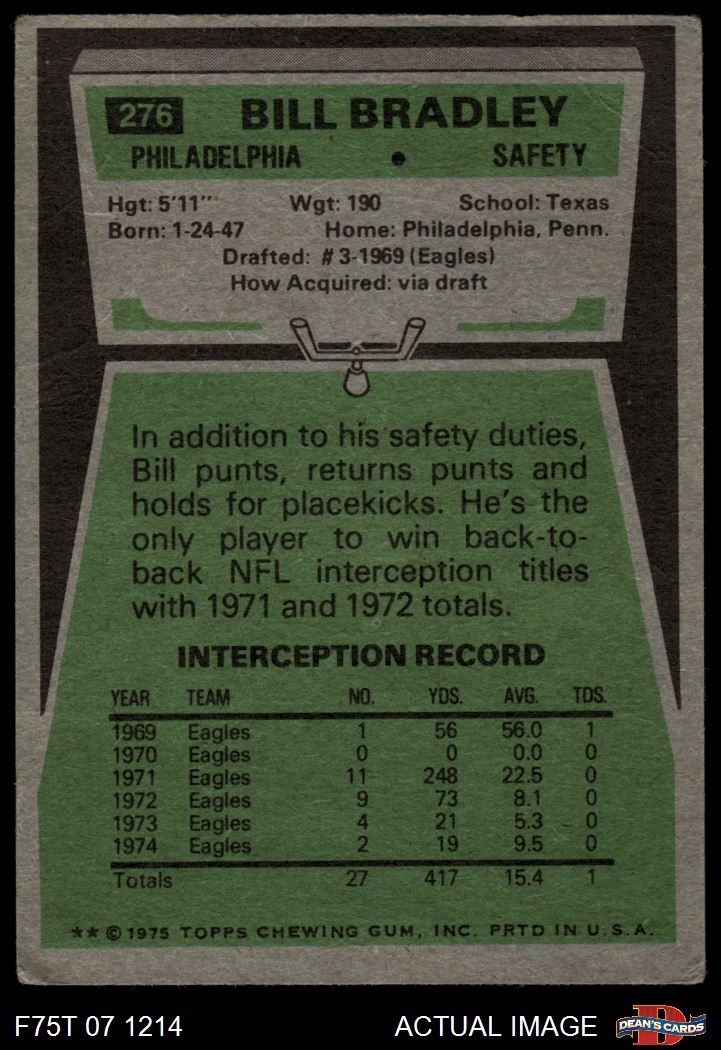 276 BILL BRADLEY
PHILADELPHIA • SAFETY
Hgt: 5'11" Wgt: 190 School: Texas
Born: 1-24-47 Home: Philadelphia, Penn.
Drafted: #3-1969 (Eagles)
How Acquired: via draft
In addition to his safety duties,
Bill punts, returns punts and
holds for placekicks. He's the
only player to win back-to-
back NFL interception titles
with 1971 and 1972 totals.
INTERCEPTION RECORD
YEAR TEAM NO. YDS. AVG. TDS.
1969 Eagles 1 56 56.0 1
1970 Eagles 0 0 0.0 0
1971 Eagles 11 248 22.5 0
1972 Eagles 9 73 8.1 0
1973 Eagles 4 21 5.3 0
1974 Eagles 2 19 9.5 0
Totals 27 417 15.4 1
** © 1975 TOPPS CHEWING GUM, INC. PRTD IN U.S.A.
F75T 07 1214 ACTUAL IMAGE D DEAN'S CARDS